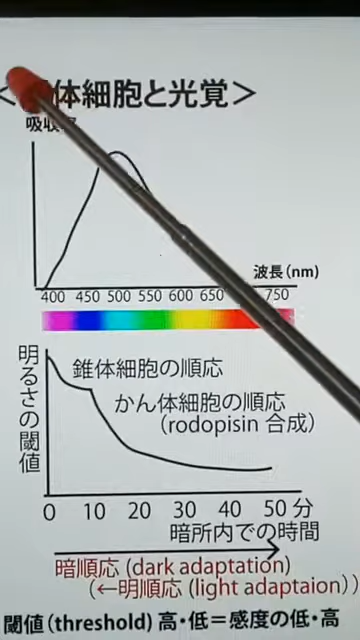 体細胞と光覚＞
吸収
波長 (nm)
400 450 500 550 600 650 750
明るさの閾値
錐体細胞の順応
かん体細胞の順応
(rodopisin 合成)
0 10 20 30 40 50 分
暗所内での時間
暗順応 (dark adaptation)
(←明順応 (light adaptaion))
閾値 (threshold) 高・低＝感度の低・高